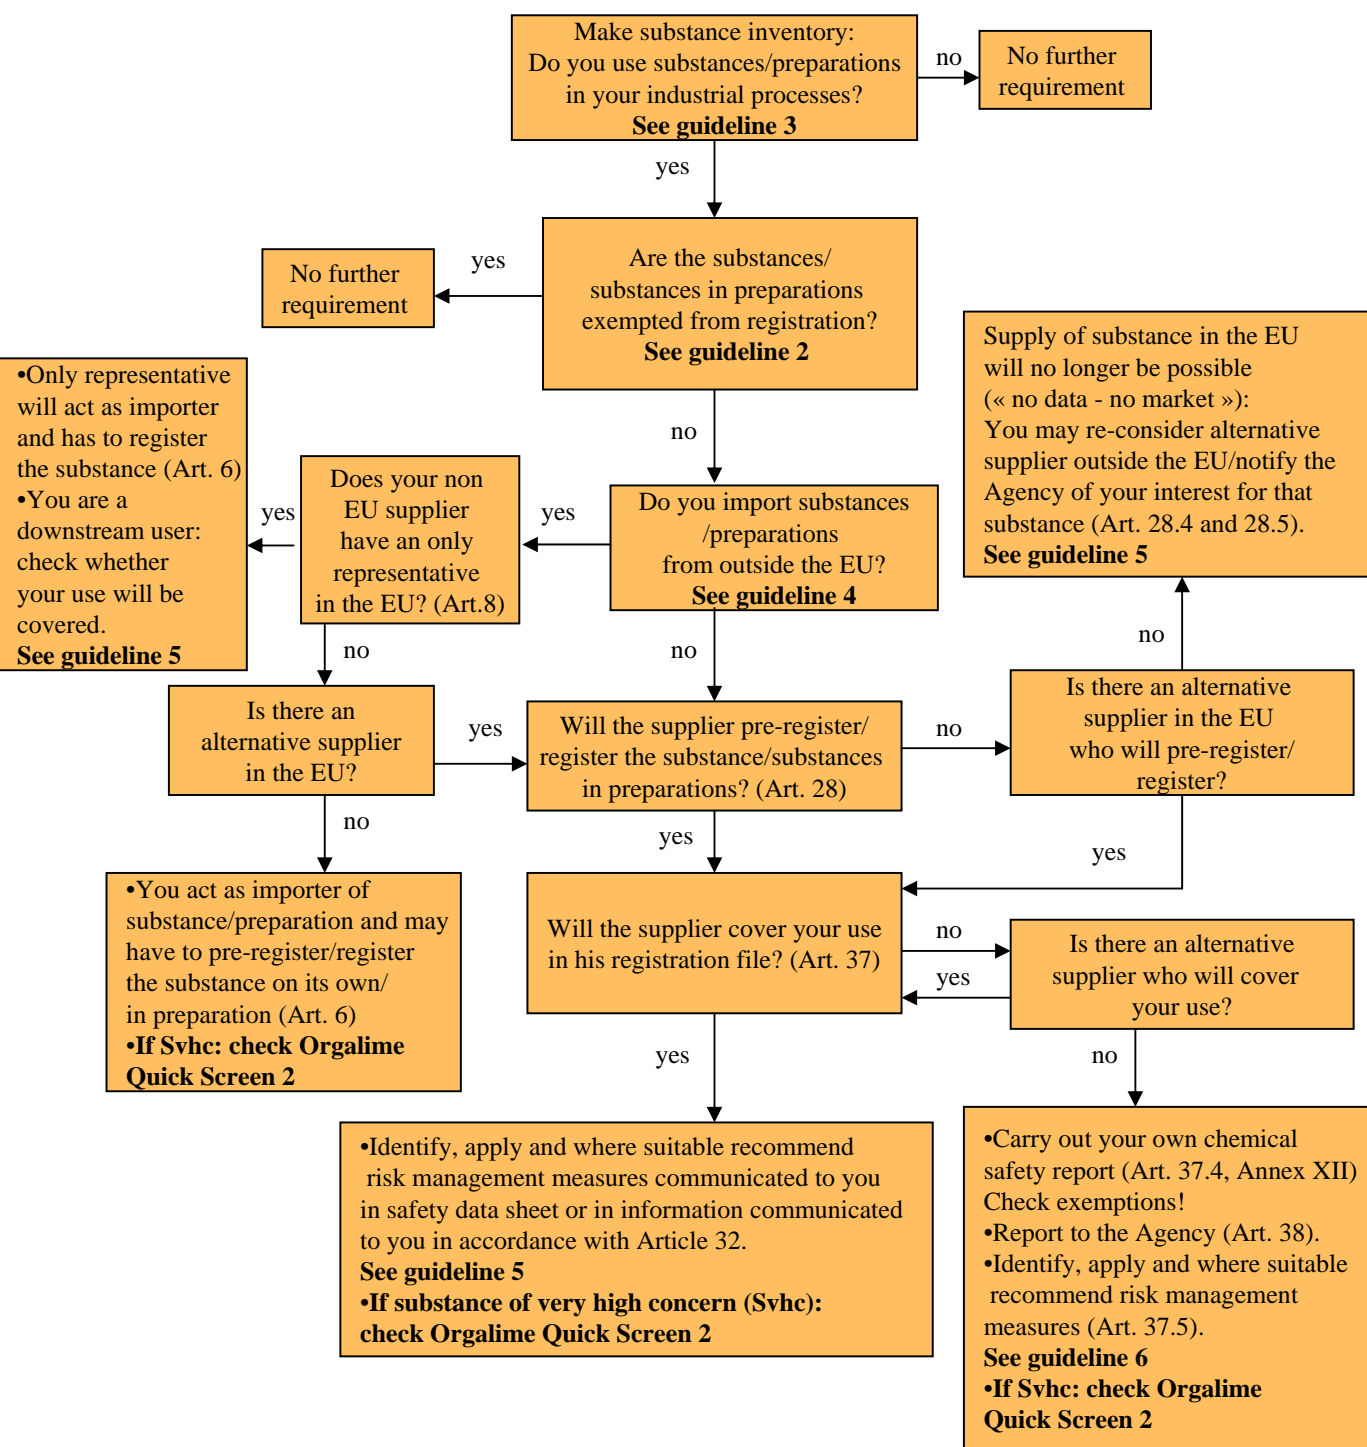 Make substance inventory:
Do you use substances/preparations
in your industrial processes?
See guideline 3
no
No further
requirement
yes
Are the substances/
substances in preparations
exempted from registration?
See guideline 2
yes
No further
requirement
no
Do you import substances
/preparations
from outside the EU?
See guideline 4
yes
Does your non
EU supplier
have an only
representative
in the EU? (Art.8)
yes
•Only representative
will act as importer
and has to register
the substance (Art. 6)
•You are a
downstream user:
check whether
your use will be
covered.
See guideline 5
no
Is there an
alternative supplier
in the EU?
yes
no
•You act as importer of
substance/preparation and may
have to pre-register/register
the substance on its own/
in preparation (Art. 6)
•If Svhc: check Orgalime
Quick Screen 2
no
Will the supplier pre-register/
register the substance/substances
in preparations? (Art. 28)
no
Is there an alternative
supplier in the EU
who will pre-register/
register?
no
Supply of substance in the EU
will no longer be possible
(« no data - no market »):
You may re-consider alternative
supplier outside the EU/notify the
Agency of your interest for that
substance (Art. 28.4 and 28.5).
See guideline 5
yes
yes
Will the supplier cover your use
in his registration file? (Art. 37)
no
yes
Is there an alternative
supplier who will cover
your use?
yes
•Identify, apply and where suitable recommend
risk management measures communicated to you
in safety data sheet or in information communicated
to you in accordance with Article 32.
See guideline 5
•If substance of very high concern (Svhc):
check Orgalime Quick Screen 2
no
•Carry out your own chemical
safety report (Art. 37.4, Annex XII)
Check exemptions!
•Report to the Agency (Art. 38).
•Identify, apply and where suitable
recommend risk management
measures (Art. 37.5).
See guideline 6
•If Svhc: check Orgalime
Quick Screen 2